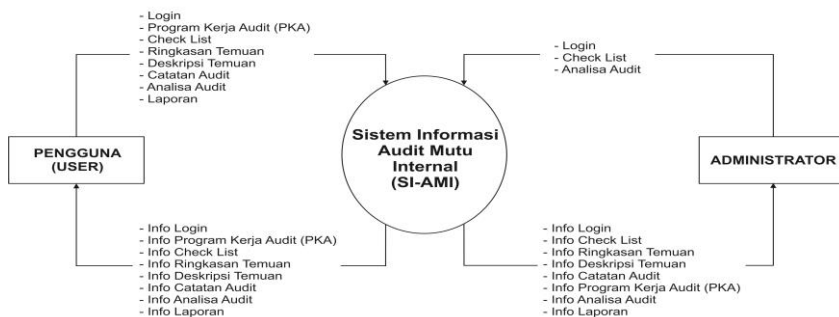 - Login
- Program Kerja Audit (PKA)
- Check List
- Ringkasan Temuan
- Deskripsi Temuan
- Catatan Audit
- Analisa Audit
- Laporan
- Login
- Check List
- Analisa Audit
PENGGUNA
(USER)
Sistem Informasi
Audit Mutu
Internal
(SI-AMI)
ADMINISTRATOR
- Info Login
- Info Program Kerja Audit (PKA)
- Info Check List
- Info Ringkasan Temuan
- Info Deskripsi Temuan
- Info Catatan Audit
- Info Analisa Audit
- Info Laporan
- Info Login
- Info Check List
- Info Ringkasan Temuan
- Info Deskripsi Temuan
- Info Catatan Audit
- Info Program Kerja Audit (PKA)
- Info Analisa Audit
- Info Laporan